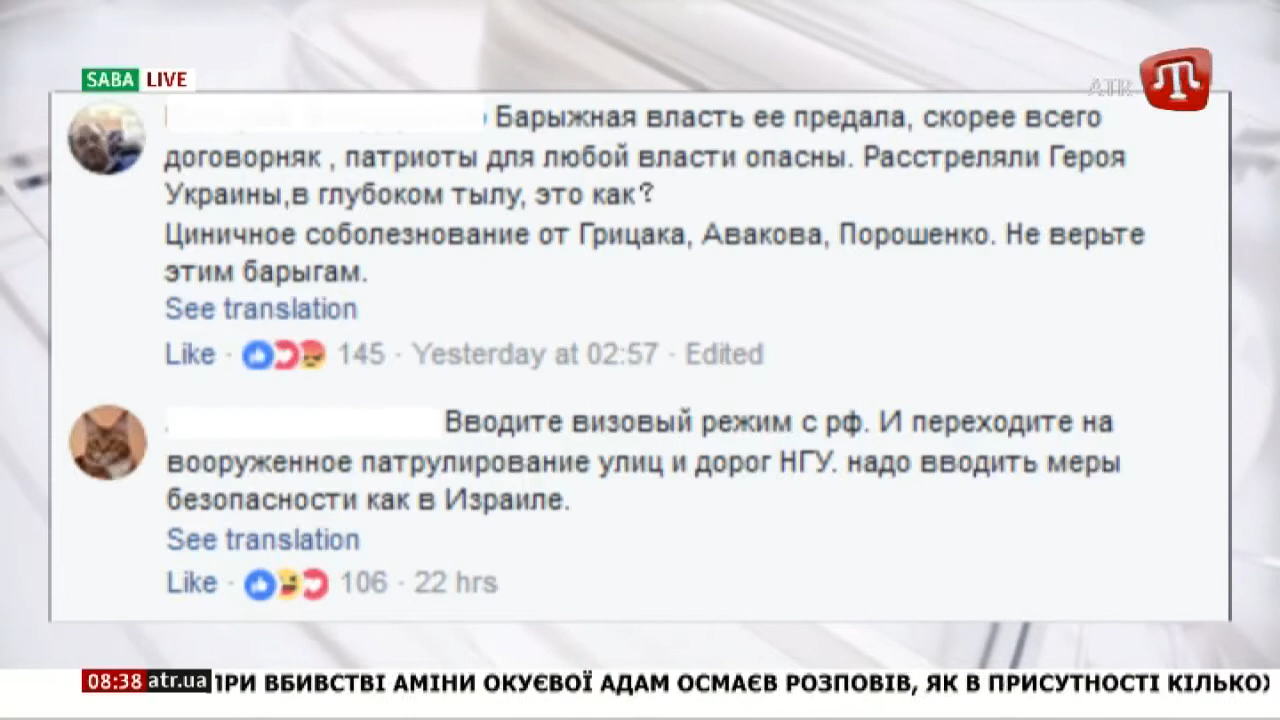 SABA LIVE
ATR
Барыжная власть ее предала, скорее всего
договорняк , патриоты для любой власти опасны. Расстреляли Героя
Украины,в глубоком тылу, это как?
Циничное соболезнование от Грицака, Авакова, Порошенко. Не верьте
этим барыгам.
See translation
Like · 145 · Yesterday at 02:57 · Edited
Вводите визовый режим с рф. И переходите на
вооруженное патрулирование улиц и дорог НГУ. надо вводить меры
безопасности как в Израиле.
See translation
Like · 106 · 22 hrs
08:38 atr.ua ПРИ ВБИВСТВІ АМІНИ ОКУЄВОЇ АДАМ ОСМАЄВ РОЗПОВІВ, ЯК В ПРИСУТНОСТІ КІЛЬКО